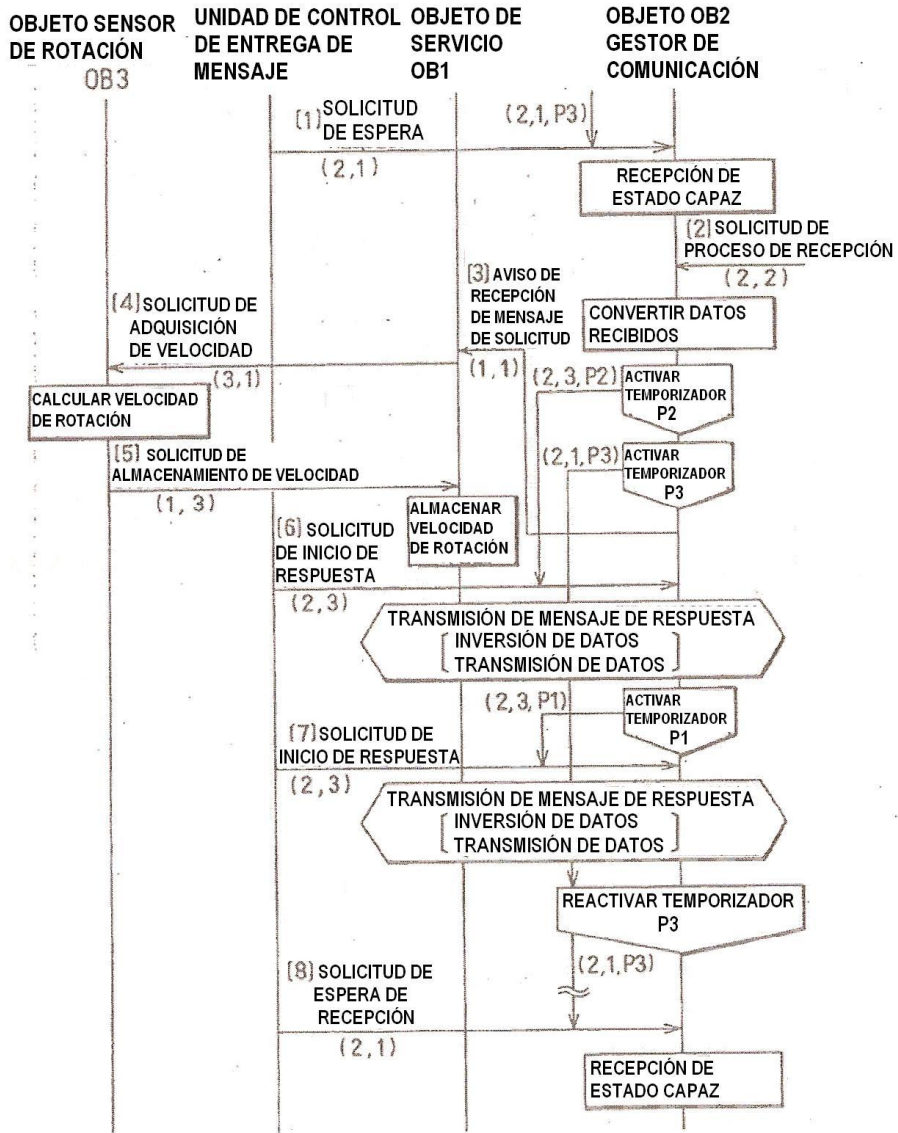 OBJETO SENSOR
DE ROTACIÓN
OB3
UNIDAD DE CONTROL
DE ENTREGA DE
MENSAJE
OBJETO DE
SERVICIO
OB1
OBJETO OB2
GESTOR DE
COMUNICACIÓN
[1] SOLICITUD
DE ESPERA
(2,1)
(2,1,P3)
RECEPCIÓN DE
ESTADO CAPAZ
[2] SOLICITUD DE
PROCESO DE RECEPCIÓN
(2,2)
[3] AVISO DE
RECEPCIÓN
DE MENSAJE
DE SOLICITUD
(1,1)
CONVERTIR DATOS
RECIBIDOS
[4] SOLICITUD DE
ADQUISICIÓN
DE VELOCIDAD
(3,1)
(2,3,P2)
ACTIVAR
TEMPORIZADOR
P2
CALCULAR VELOCIDAD
DE ROTACIÓN
(2,1,P3)
ACTIVAR
TEMPORIZADOR
P3
[5] SOLICITUD DE
ALMACENAMIENTO DE VELOCIDAD
(1,3)
ALMACENAR
VELOCIDAD
DE ROTACIÓN
[6] SOLICITUD
DE INICIO DE
RESPUESTA
(2,3)
TRANSMISIÓN DE MENSAJE DE RESPUESTA
INVERSIÓN DE DATOS
TRANSMISIÓN DE DATOS
(2,3,P1)
ACTIVAR
TEMPORIZADOR
P1
[7] SOLICITUD DE
INICIO DE RESPUESTA
(2,3)
TRANSMISIÓN DE MENSAJE DE RESPUESTA
INVERSIÓN DE DATOS
TRANSMISIÓN DE DATOS
REACTIVAR TEMPORIZADOR
P3
(2,1,P3)
[8] SOLICITUD DE
ESPERA DE
RECEPCIÓN
(2,1)
RECEPCIÓN DE
ESTADO CAPAZ